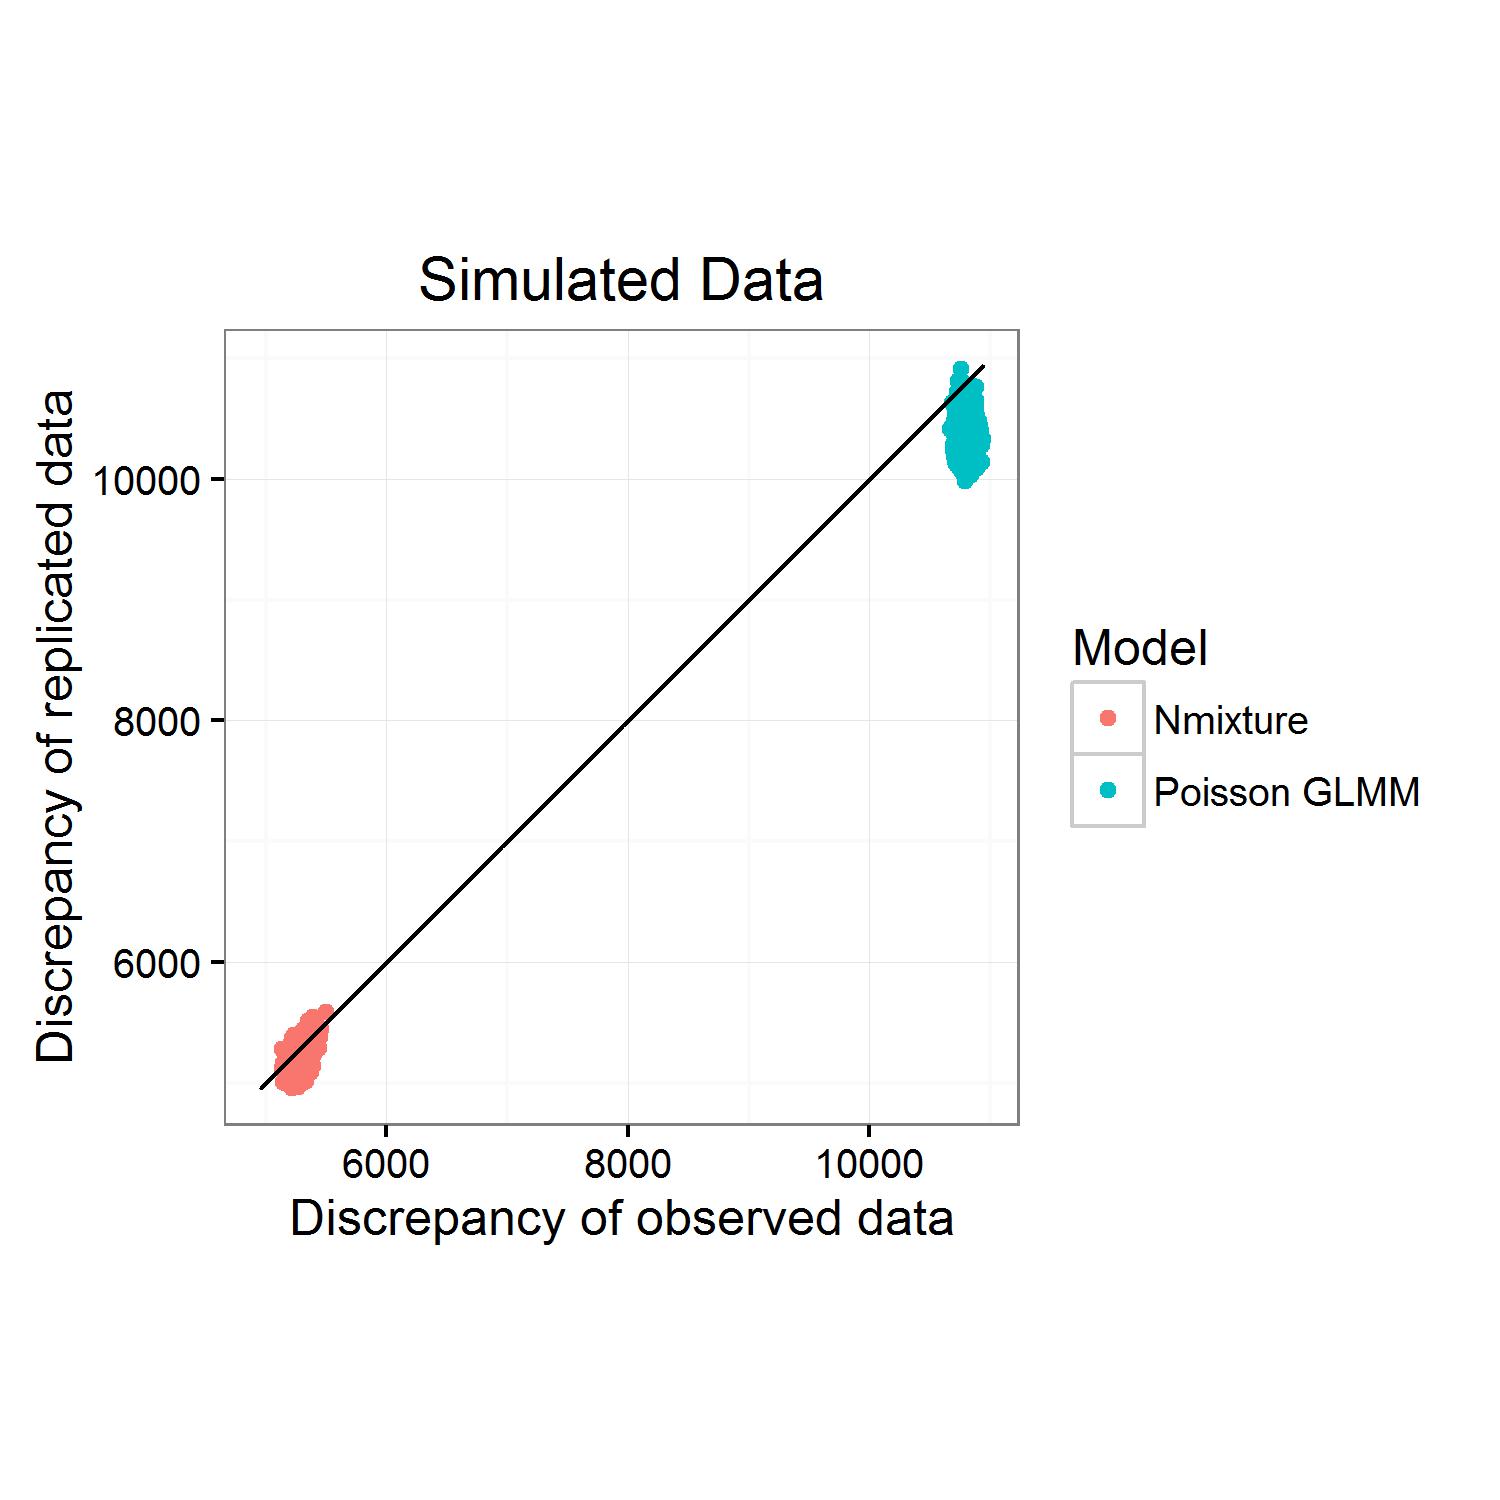 Simulated Data
Discrepancy of replicated data
10000
8000
6000
6000 8000 10000
Discrepancy of observed data
Model
Nmixture
Poisson GLMM